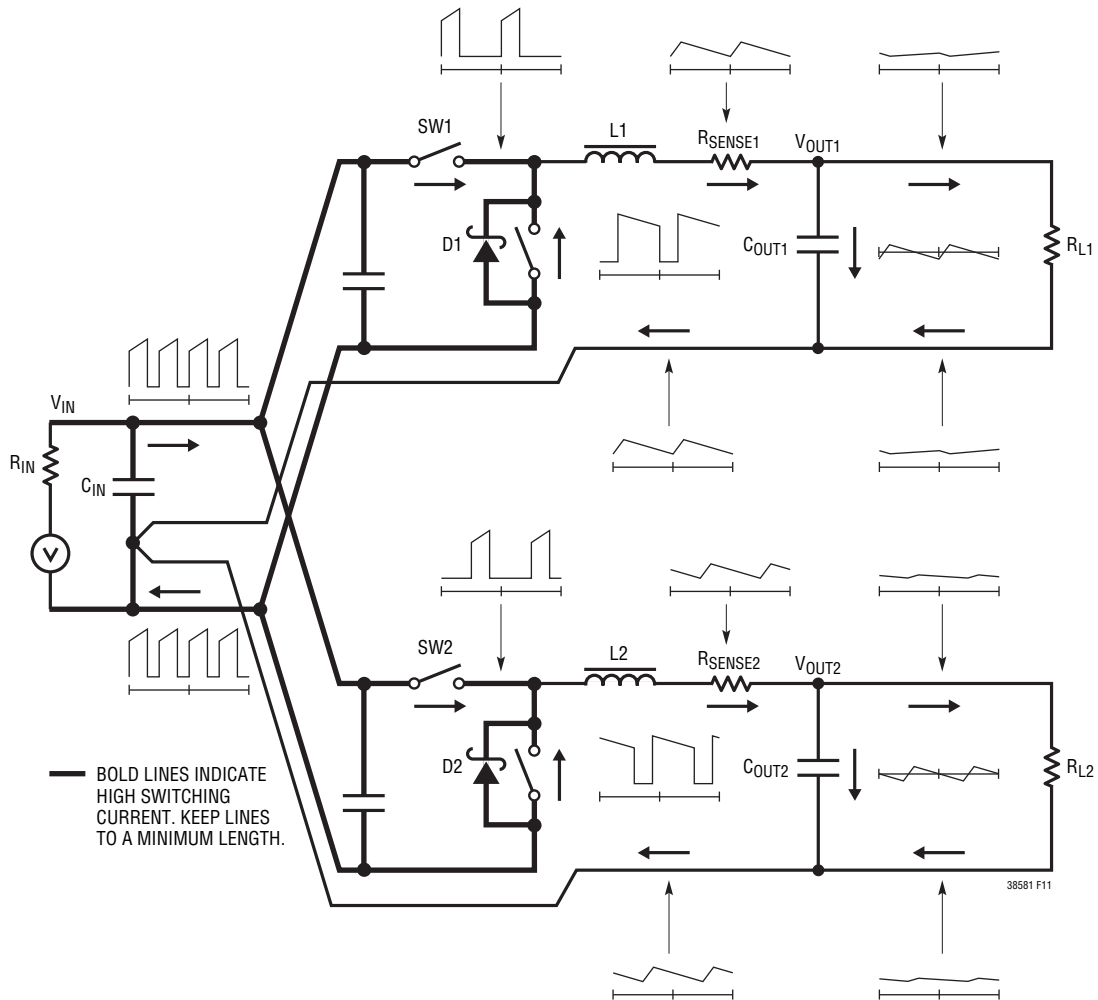 SW1
L1
RSENSE1
VOUT1
D1
COUT1
RL1
VIN
RIN
CIN
V
SW2
L2
RSENSE2
VOUT2
D2
COUT2
RL2
BOLD LINES INDICATE
HIGH SWITCHING
CURRENT. KEEP LINES
TO A MINIMUM LENGTH.
38581 F11